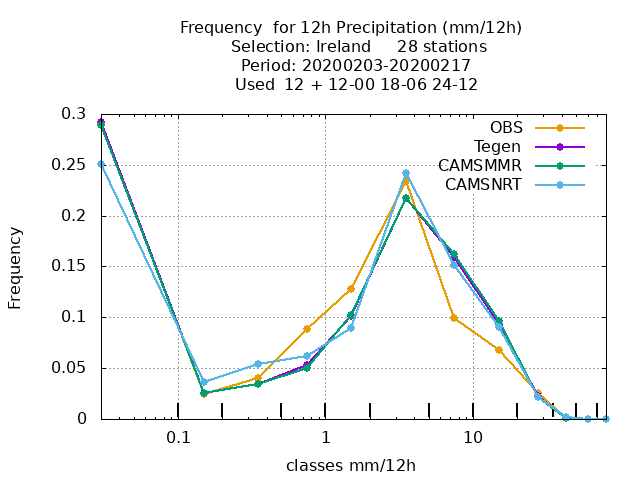 Frequency  for 12h Precipitation (mm/12h)
Selection: Ireland     28 stations
Period: 20200203-20200217
Used  12 + 12-00 18-06 24-12
OBS
Tegen
CAMSMMR
CAMSNRT
Frequency
0.3
0.25
0.2
0.15
0.1
0.05
0
0.1
1
10
classes mm/12h